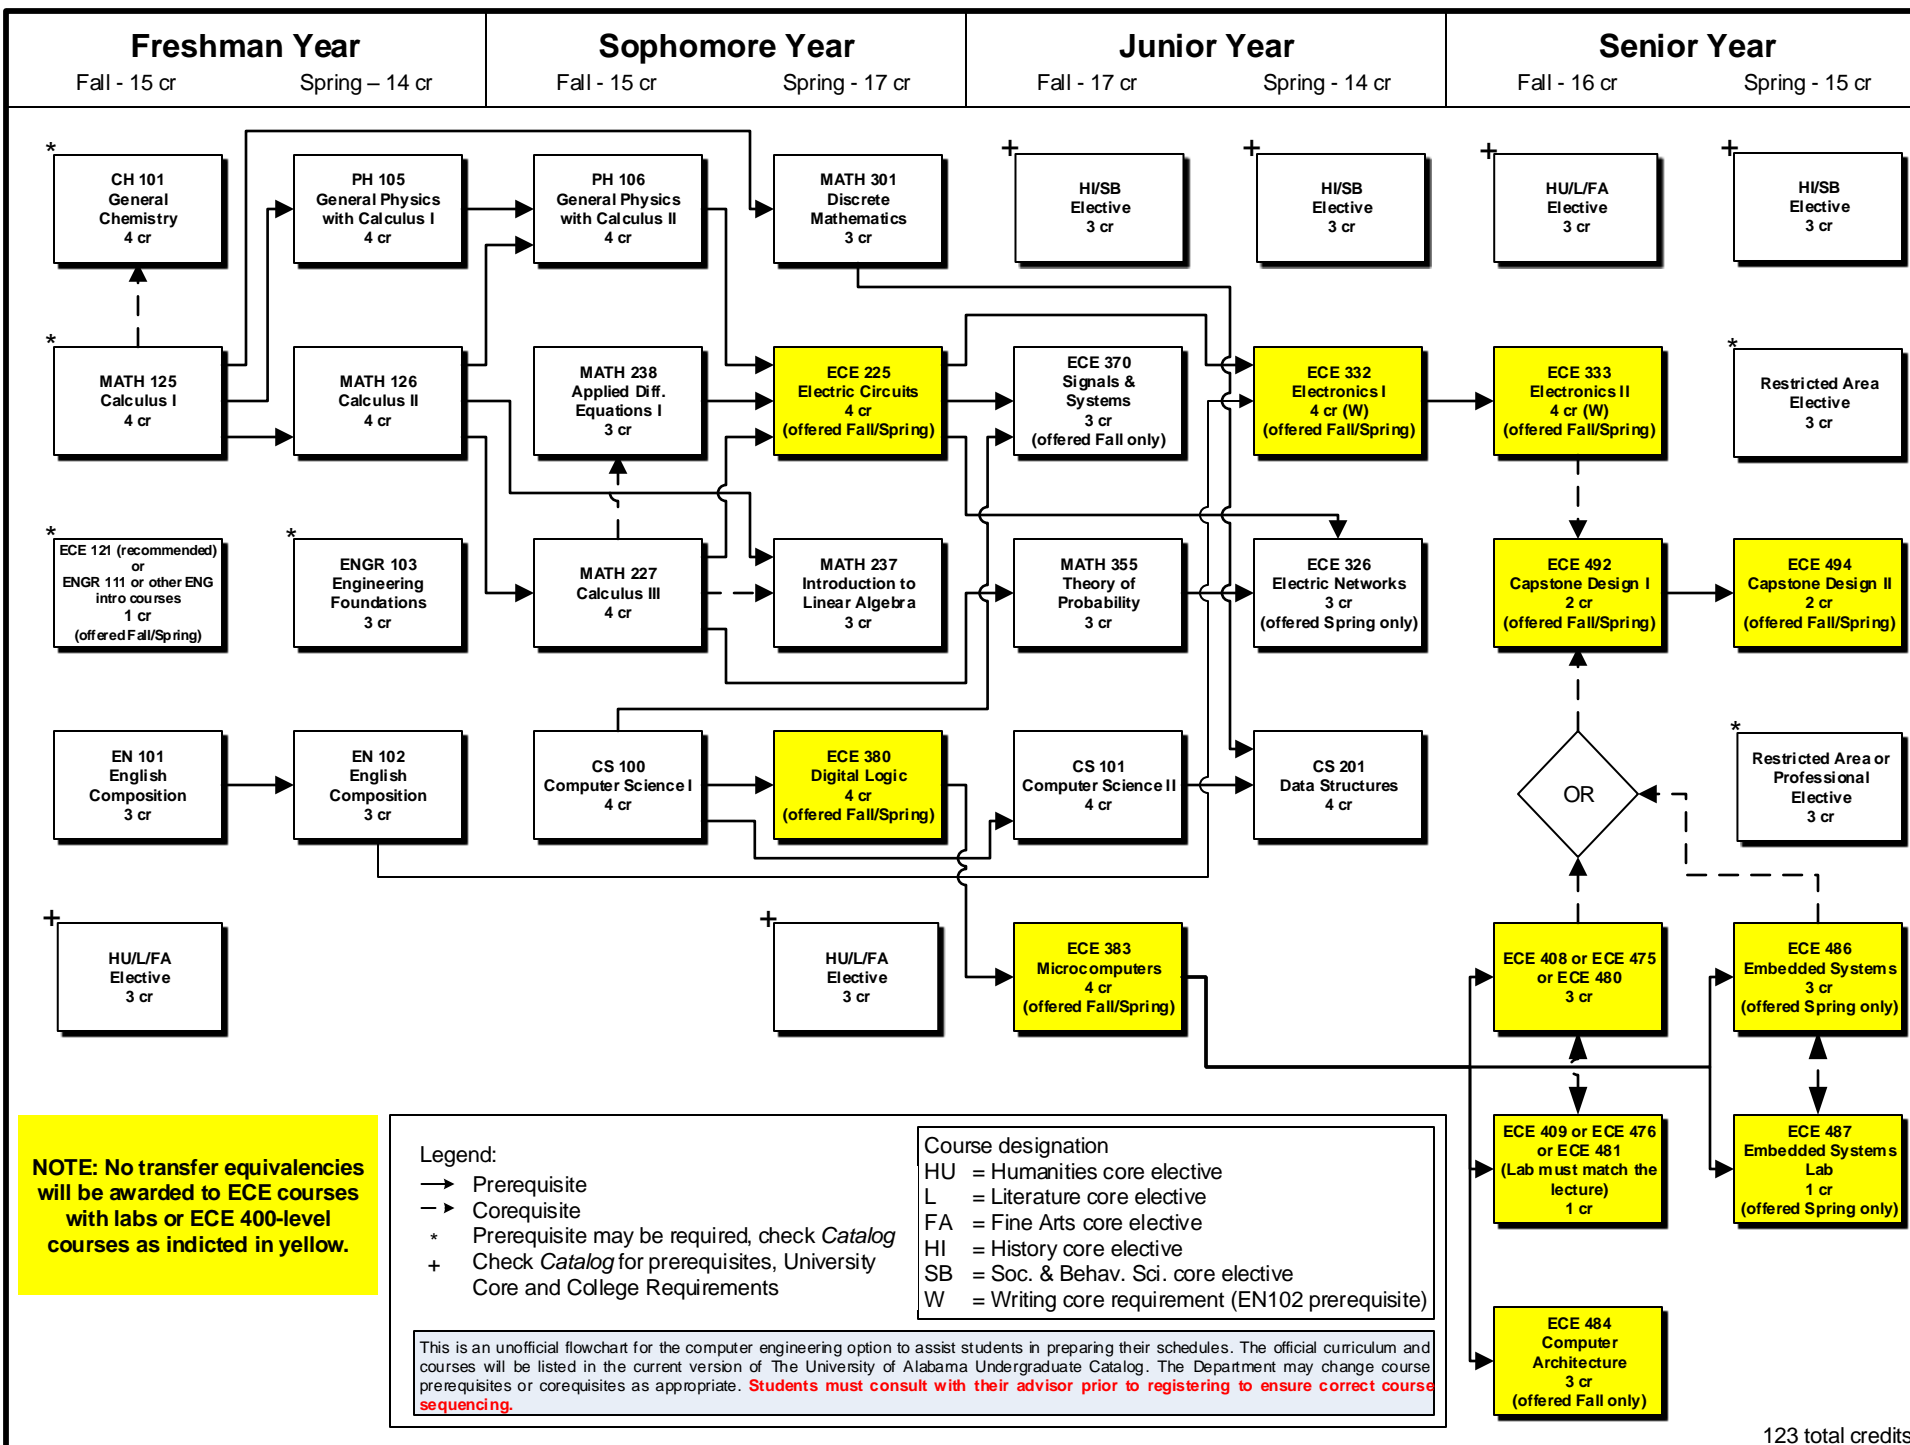 Freshman Year
Fall - 15 cr
Spring – 14 cr
Sophomore Year
Fall - 15 cr
Spring - 17 cr
Junior Year
Fall - 17 cr
Spring - 14 cr
Senior Year
Fall - 16 cr
Spring - 15 cr
*
CH 101
General
Chemistry
4 cr
PH 105
General Physics
with Calculus I
4 cr
PH 106
General Physics
with Calculus II
4 cr
MATH 301
Discrete
Mathematics
3 cr
+
HI/SB
Elective
3 cr
+
HI/SB
Elective
3 cr
+
HU/L/FA
Elective
3 cr
+
HI/SB
Elective
3 cr
*
MATH 125
Calculus I
4 cr
MATH 126
Calculus II
4 cr
MATH 238
Applied Diff.
Equations I
3 cr
ECE 225
Electric Circuits
4 cr
(offered Fall/Spring)
ECE 370
Signals &
Systems
3 cr
(offered Fall only)
ECE 332
Electronics I
4 cr (W)
(offered Fall/Spring)
ECE 333
Electronics II
4 cr (W)
(offered Fall/Spring)
*
Restricted Area
Elective
3 cr
*
ECE 121 (recommended)
or
ENGR 111 or other ENG
intro courses
1 cr
(offered Fall/Spring)
*
ENGR 103
Engineering
Foundations
3 cr
MATH 227
Calculus III
4 cr
MATH 237
Introduction to
Linear Algebra
3 cr
MATH 355
Theory of
Probability
3 cr
ECE 326
Electric Networks
3 cr
(offered Spring only)
ECE 492
Capstone Design I
2 cr
(offered Fall/Spring)
ECE 494
Capstone Design II
2 cr
(offered Fall/Spring)
EN 101
English
Composition
3 cr
EN 102
English
Composition
3 cr
CS 100
Computer Science I
4 cr
ECE 380
Digital Logic
4 cr
(offered Fall/Spring)
CS 101
Computer Science II
4 cr
CS 201
Data Structures
4 cr
OR
*
Restricted Area or
Professional
Elective
3 cr
+
HU/L/FA
Elective
3 cr
+
HU/L/FA
Elective
3 cr
ECE 383
Microcomputers
4 cr
(offered Fall/Spring)
ECE 408 or ECE 475
or ECE 480
3 cr
ECE 486
Embedded Systems
3 cr
(offered Spring only)
ECE 409 or ECE 476
or ECE 481
(Lab must match the
lecture)
1 cr
ECE 487
Embedded Systems
Lab
1 cr
(offered Spring only)
ECE 484
Computer
Architecture
3 cr
(offered Fall only)
NOTE: No transfer equivalencies
will be awarded to ECE courses
with labs or ECE 400-level
courses as indicted in yellow.
Legend:
Prerequisite
Corequisite
* Prerequisite may be required, check Catalog
+ Check Catalog for prerequisites, University
Core and College Requirements
Course designation
HU = Humanities core elective
L = Literature core elective
FA = Fine Arts core elective
HI = History core elective
SB = Soc. & Behav. Sci. core elective
W = Writing core requirement (EN102 prerequisite)
This is an unofficial flowchart for the computer engineering option to assist students in preparing their schedules. The official curriculum and
courses will be listed in the current version of The University of Alabama Undergraduate Catalog. The Department may change course
prerequisites or corequisites as appropriate. Students must consult with their advisor prior to registering to ensure correct course
sequencing.
123 total credits